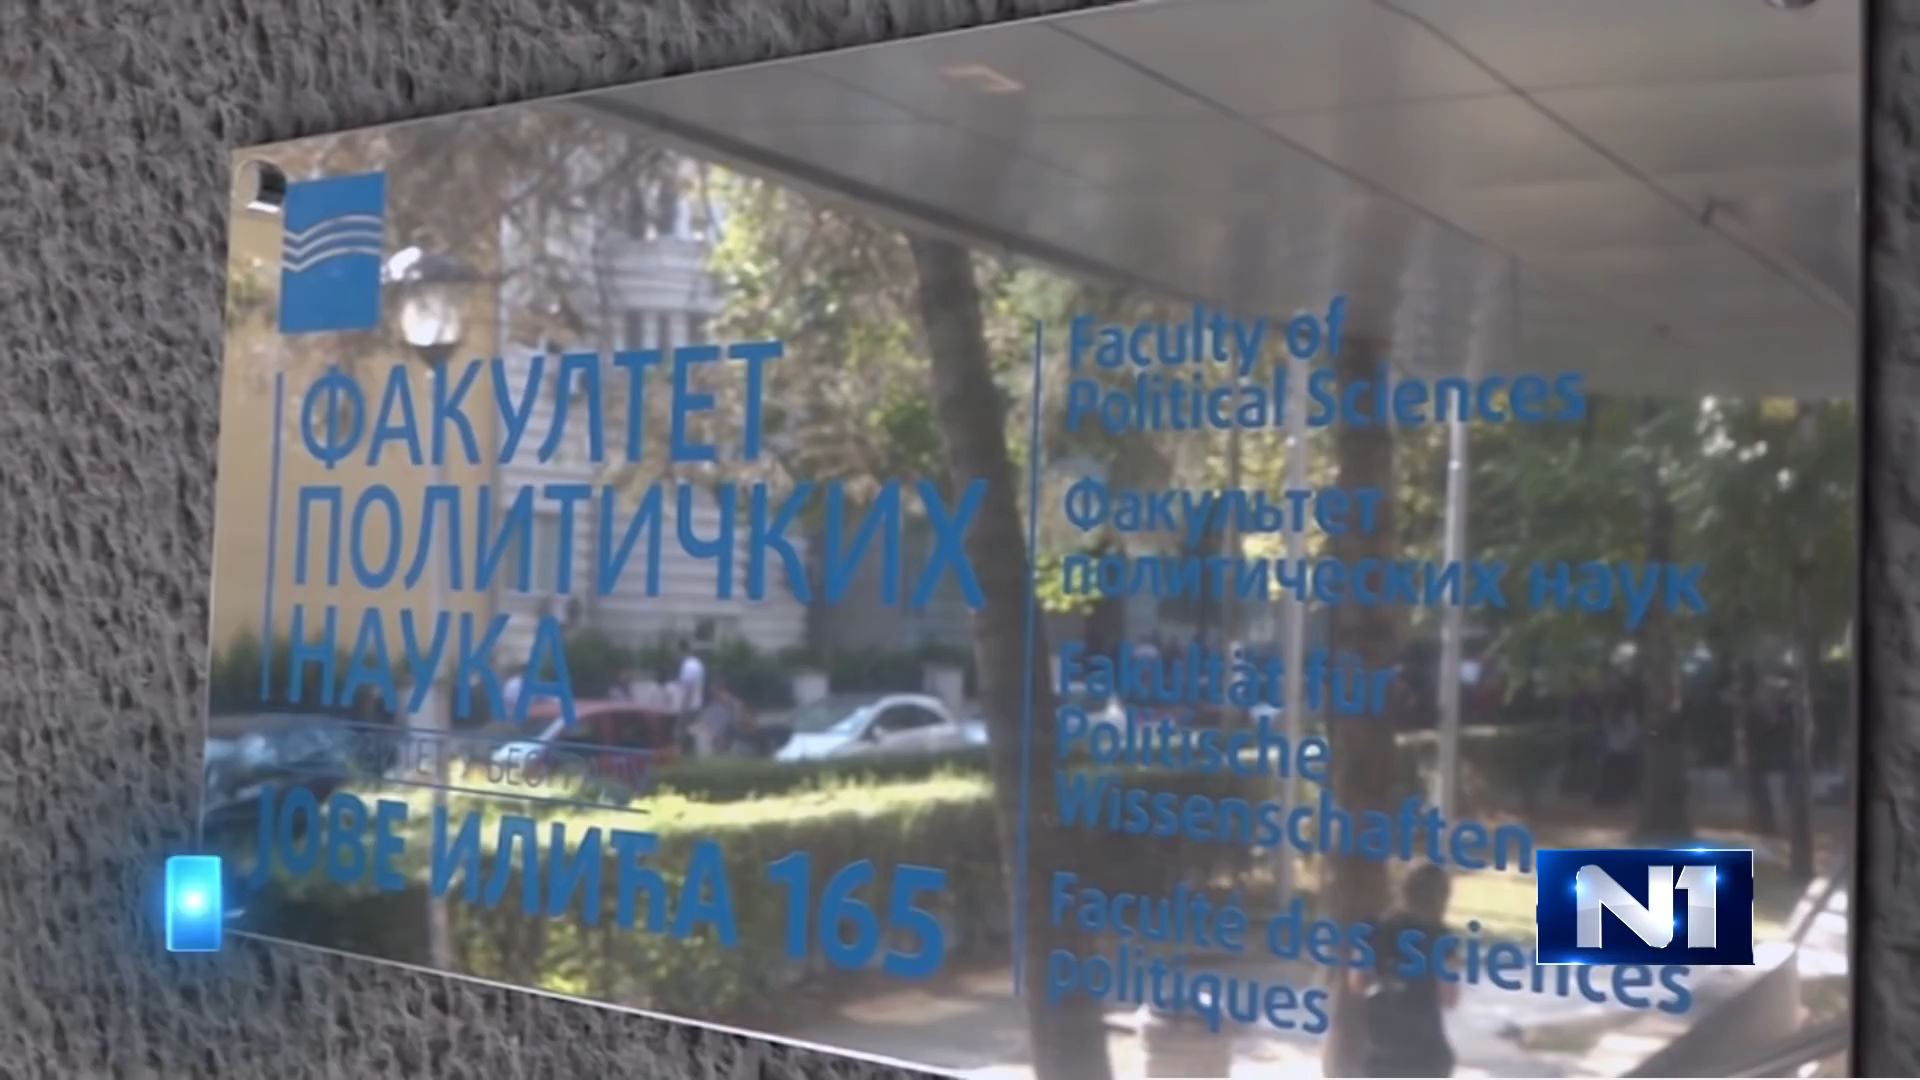 ФАКУЛТЕТ
ПОЛИТИЧКИХ
НАУКА
ЈОВЕ ИЛИЋА 165
Faculty of
Political Sciences
Факультет
политических наук
Fakultät für
Politische
Wissenschaften
Faculté des sciences
politiques
N1